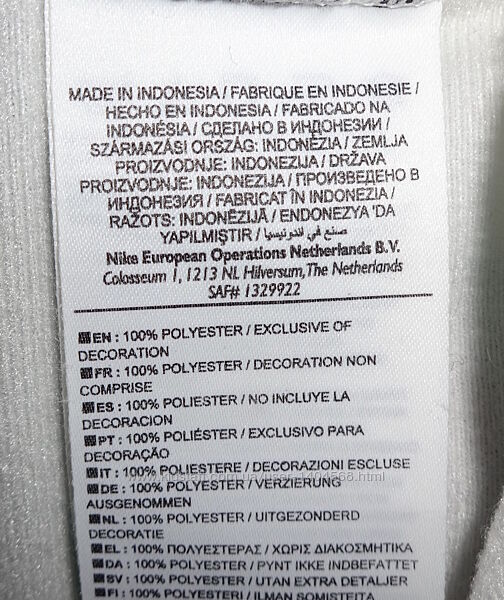 MADE IN INDONESIA / FABRIQUE EN INDONESIE /
HECHO EN INDONESIA / FABRICADO NA
INDONÉSIA / СДЕЛАНО В ИНДОНЕЗИИ /
SZÁRMAZÁSI ORSZÁG: INDONÉZIA / ZEMLJA
PROIZVODNJE: INDONEZIJA / DRŽAVA
PROIZVODNJE: INDONEZIJA / ПРОИЗВЕДЕНО В
ИНДОНЕЗИЯ / FABRICAT ÎN INDONEZIA /
RAŽOTS: INDONĒZIJĀ / ENDONEZYA 'DA
YAPILMIŞTIR / صنع في اندونيسيا
Nike European Operations Netherlands B.V.
Colosseum 1, 1213 NL Hilversum, The Netherlands
SAF# 1329922
EN : 100% POLYESTER / EXCLUSIVE OF
DECORATION
FR : 100% POLYESTER / DECORATION NON
COMPRISE
ES : 100% POLIÉSTER / NO INCLUYE LA
DECORACION
PT : 100% POLIÉSTER / EXCLUSIVO PARA
DECORAÇÃO
IT : 100% POLIESTERE / DECORAZIONI ESCLUSE
DE : 100% POLYESTER / VERZIERUNG
AUSGENOMMEN
NL : 100% POLYESTER / UITGEZONDERD
DECORATIE
EL : 100% ΠΟΛΥΕΣΤΕΡΑΣ / ΧΩΡΙΣ ΔΙΑΚΟΣΜΗΤΙΚΑ
DA : 100% POLYESTER / PYNT IKKE INDBEFATTET
SV : 100% POLYESTER / UTAN EXTRA DETALJER
FI : 100% POLYESTERI / ILMAN SOMISTEITA